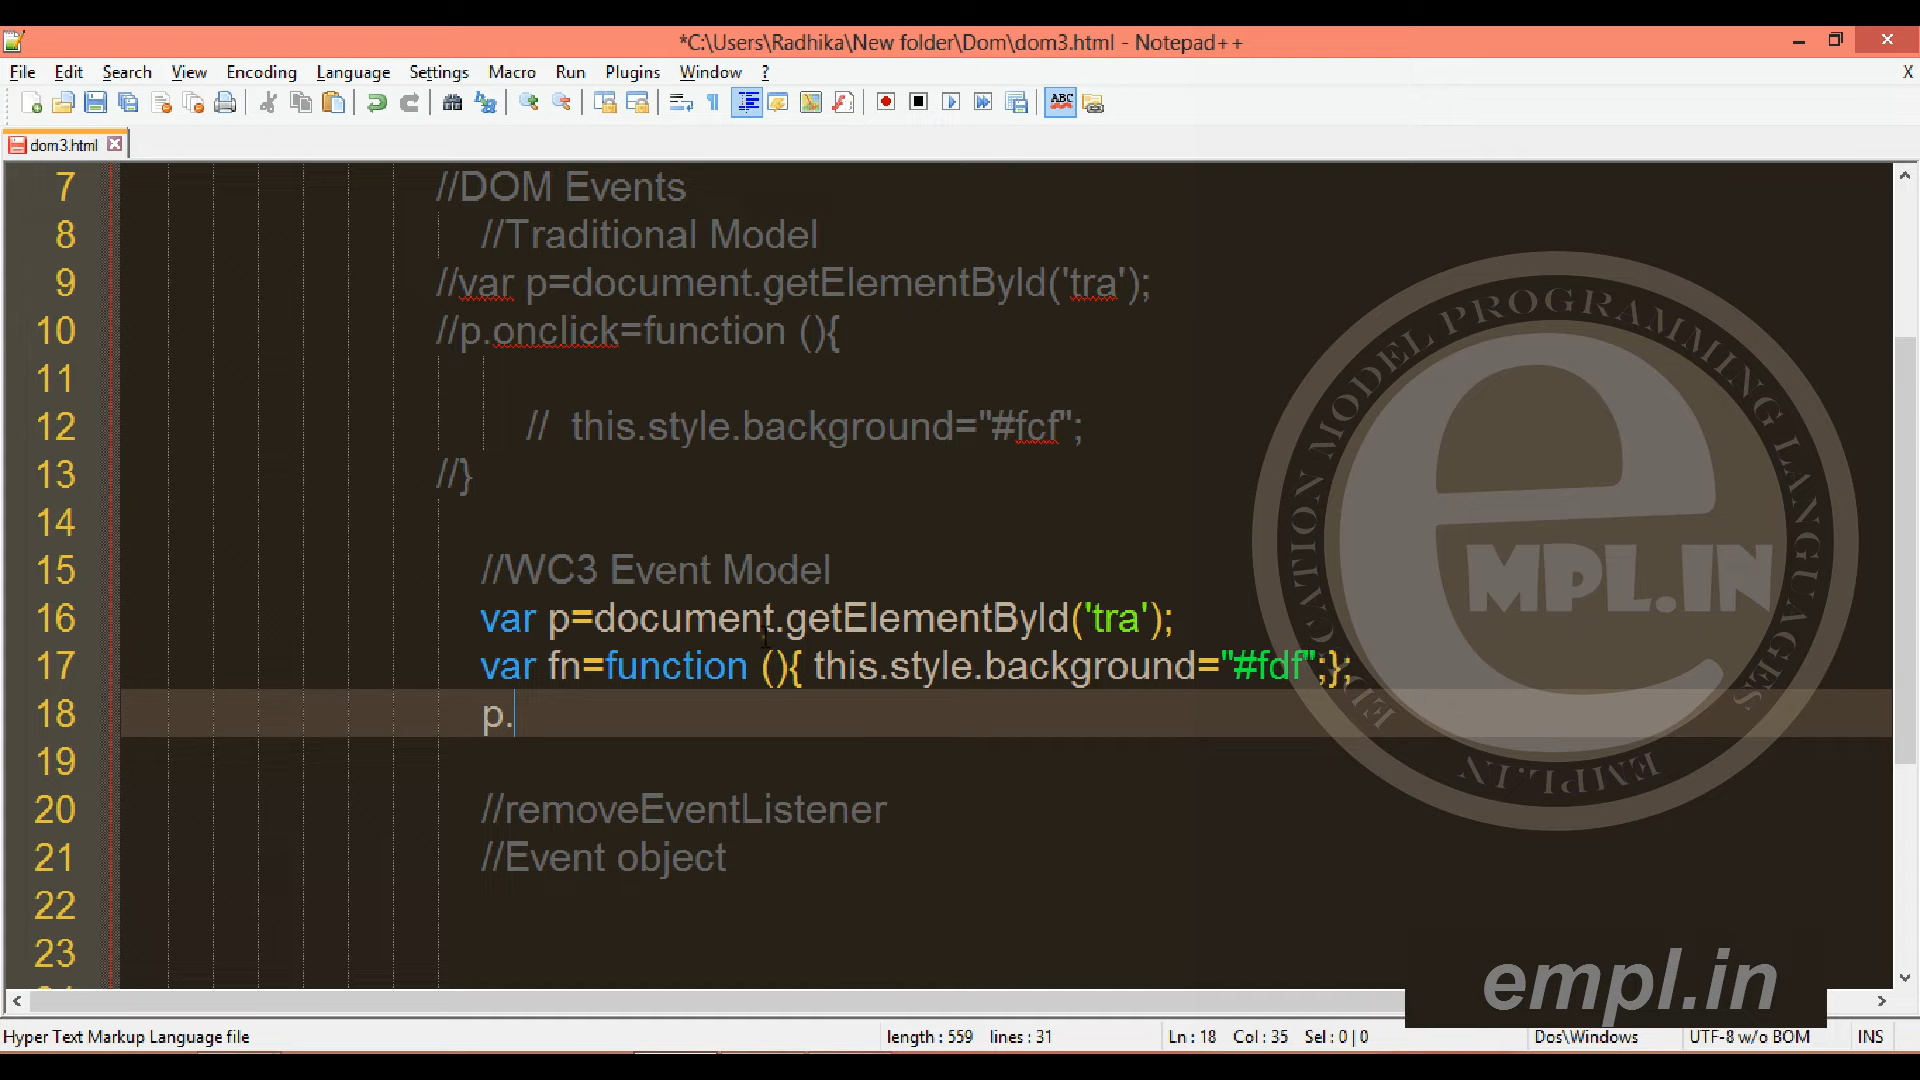 *C:\Users\Radhika\New folder\Dom\dom3.html - Notepad++
File Edit Search View Encoding Language Settings Macro Run Plugins Window ? X
ABC
dom3.html
7 //DOM Events
8 //Traditional Model
9 //var p=document.getElementById('tra');
10 //p.onclick=function (){
11
12 // this.style.background="#fcf";
13 //}
14
15 //WC3 Event Model
16 var p=document.getElementById('tra');
17 var fn=function (){ this.style.background="#fdf";};
18 p.
19
20 //removeEventListener
21 //Event object
22
23
EDUCATION MODEL PROGRAMMING LANGUAGES
eMPL.IN
EMPL.IN
empl.in
Hyper Text Markup Language file length : 559 lines : 31 Ln : 18 Col : 35 Sel : 0 | 0 Dos\Windows UTF-8 w/o BOM INS